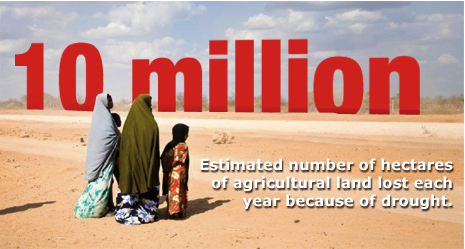 10 million
Estimated number of hectares
of agricultural land lost each
year because of drought.